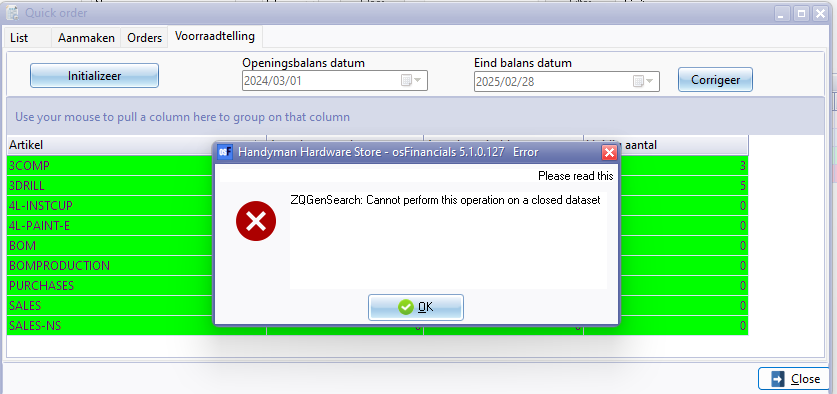 Quick order
List Aanmaken Orders Voorraadtelling
Initializeer
Openingsbalans datum
2024/03/01
Eind balans datum
2025/02/28
Corrigeer
Use your mouse to pull a column here to group on that column
Artikel
aantal
3COMP 3
3DRILL 5
4L-INSTCUP 0
4L-PAINT-E 0
BOM 0
BOMPRODUCTION 0
PURCHASES 0
SALES 0
SALES-NS 0
osF Handyman Hardware Store - osFinancials 5.1.0.127 Error
Please read this
ZQGenSearch: Cannot perform this operation on a closed dataset
OK
Close